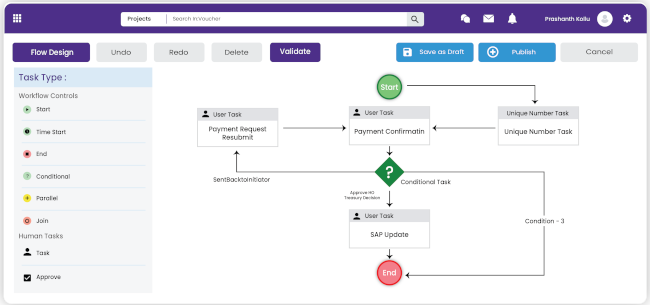 Projects
Search In:Voucher
Prashanth Kollu
Flow Design
Undo
Redo
Delete
Validate
Save as Draft
Publish
Cancel
Task Type :
Workflow Controls
Start
Time Start
End
Conditional
Parallel
Join
Human Tasks
Task
Approve
Start
User Task
Payment Request
Resubmit
User Task
Payment Confirmatin
Unique Number Task
Unique Number Task
?
Conditional Task
SentBacktoInitiator
Approve HO
Treasury Decision
Condition - 3
User Task
SAP Update
End